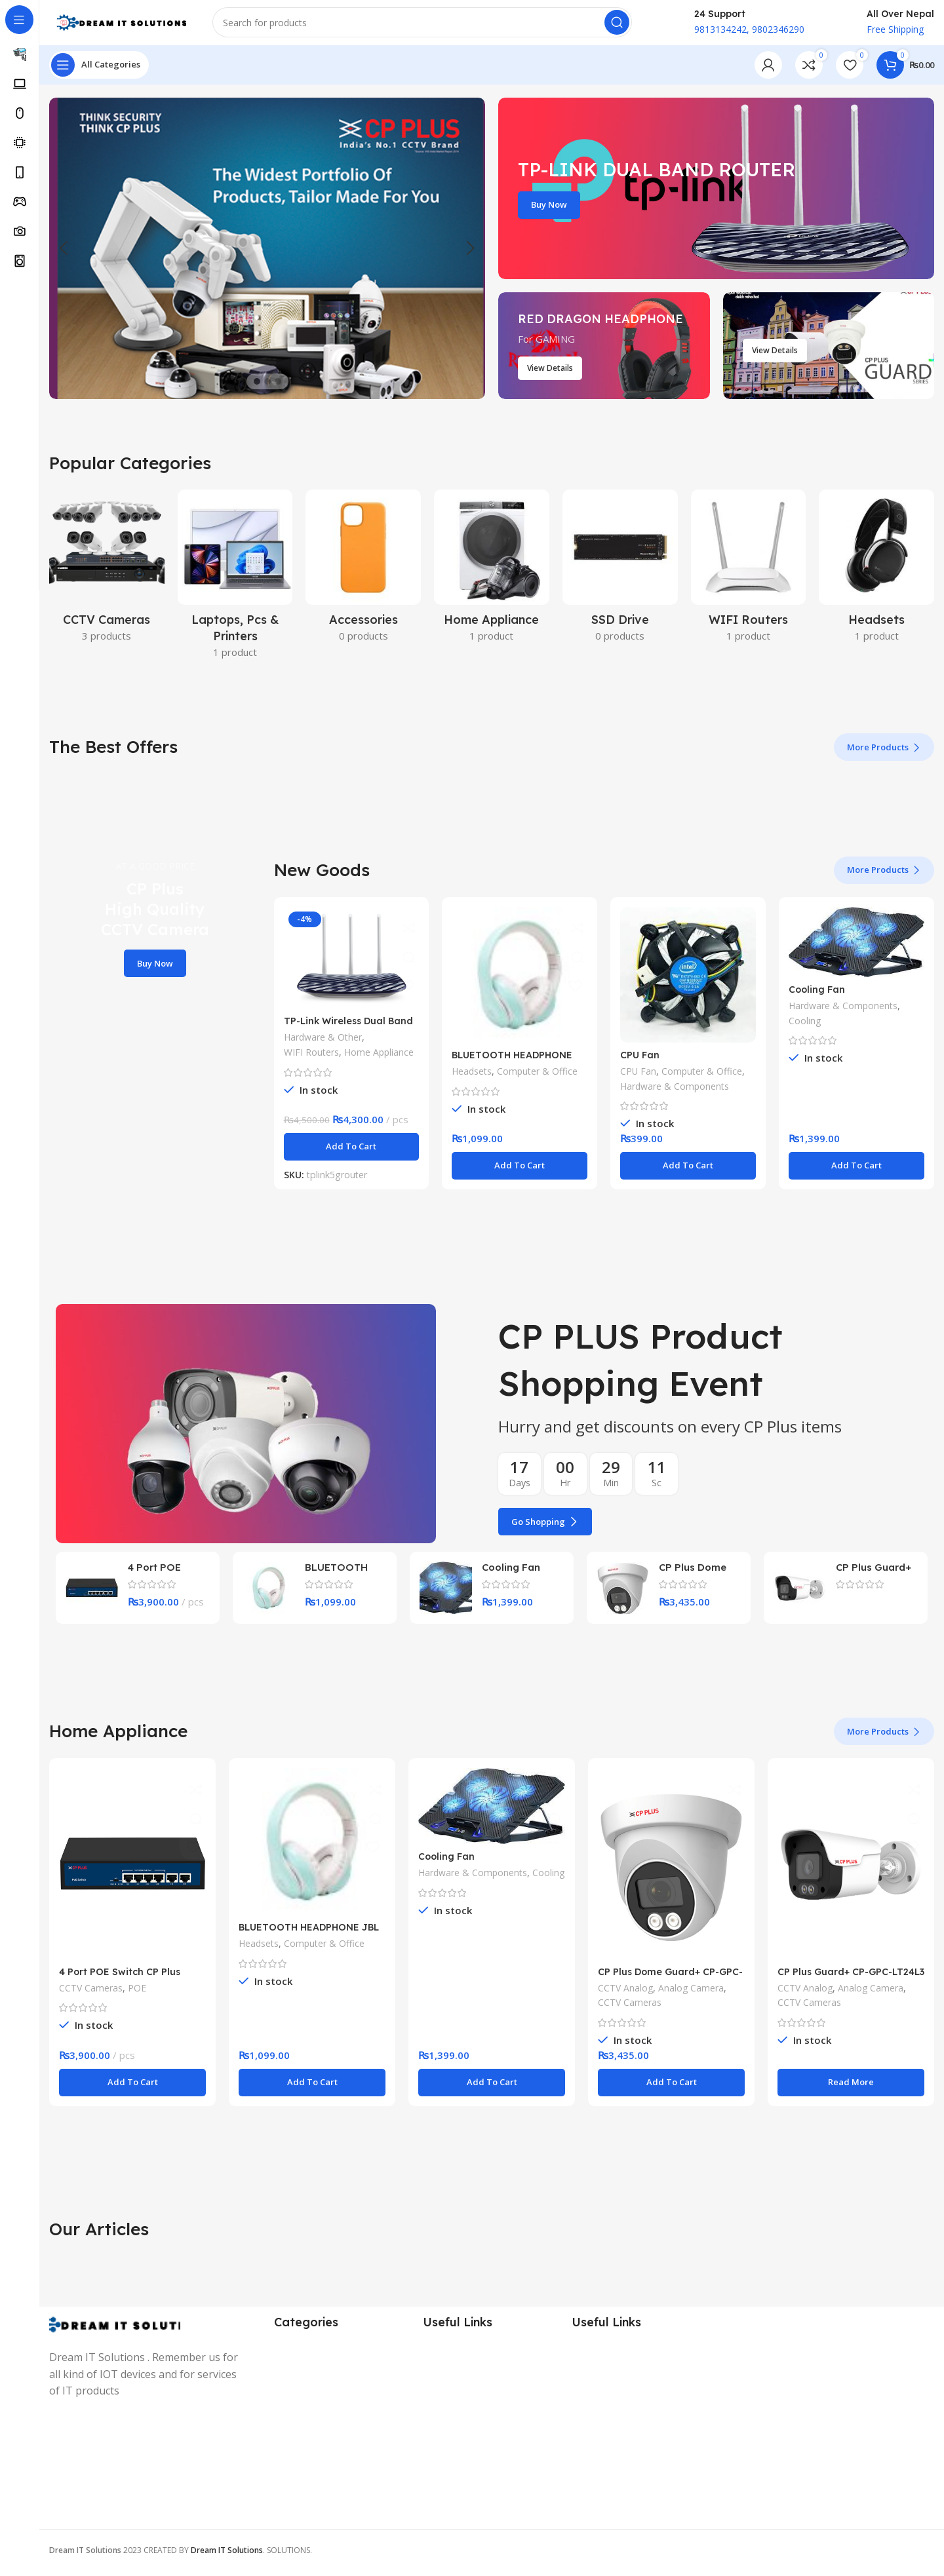 DREAM IT SOLUTIONS
Search for products
24 Support
9813134242, 9802346290
All Over Nepal
Free Shipping
All Categories
0
0
0
₨0.00
THINK SECURITY
THINK CP PLUS
CP PLUS
India's No.1 CCTV Brand
The Widest Portfolio Of
Products, Tailor Made For You
TP-LINK DUAL BAND ROUTER
tp-link
Buy Now
RED DRAGON HEADPHONE
For GAMING
View Details
View Details
CP PLUS
GUARD
SERIES
Popular Categories
CCTV Cameras
3 products
Laptops, Pcs &
Printers
1 product
Accessories
0 products
Home Appliance
1 product
SSD Drive
0 products
WIFI Routers
1 product
Headsets
1 product
The Best Offers
More Products
CP Plus
High Quality
CCTV Camera
Buy Now
New Goods
More Products
-4%
TP-Link Wireless Dual Band
Hardware & Other,
WIFI Routers, Home Appliance
In stock
₨4,500.00 ₨4,300.00 / pcs
Add To Cart
SKU: tplink5grouter
BLUETOOTH HEADPHONE
Headsets, Computer & Office
In stock
₨1,099.00
Add To Cart
intel
CPU Fan
CPU Fan, Computer & Office,
Hardware & Components
In stock
₨399.00
Add To Cart
Cooling Fan
Hardware & Components,
Cooling
In stock
₨1,399.00
Add To Cart
CP PLUS Product
Shopping Event
Hurry and get discounts on every CP Plus items
17
Days
00
Hr
29
Min
11
Sc
Go Shopping
4 Port POE
₨3,900.00 / pcs
BLUETOOTH
₨1,099.00
Cooling Fan
₨1,399.00
CP Plus Dome
₨3,435.00
CP Plus Guard+
Home Appliance
More Products
4 Port POE Switch CP Plus
CCTV Cameras, POE
In stock
₨3,900.00 / pcs
Add To Cart
BLUETOOTH HEADPHONE JBL
Headsets, Computer & Office
In stock
₨1,099.00
Add To Cart
Cooling Fan
Hardware & Components, Cooling
In stock
₨1,399.00
Add To Cart
CP PLUS
CP Plus Dome Guard+ CP-GPC-
CCTV Analog, Analog Camera,
CCTV Cameras
In stock
₨3,435.00
Add To Cart
CP PLUS
CP Plus Guard+ CP-GPC-LT24L3
CCTV Analog, Analog Camera,
CCTV Cameras
In stock
Read More
Our Articles
DREAM IT SOLUTI
Dream IT Solutions . Remember us for
all kind of IOT devices and for services
of IT products
Categories
Useful Links
Useful Links
Dream IT Solutions 2023 CREATED BY Dream IT Solutions. SOLUTIONS.